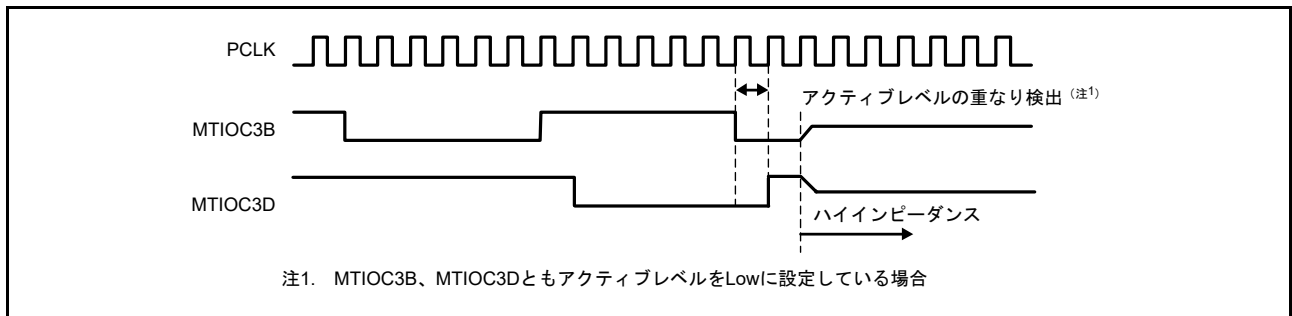 PCLK
アクティブレベルの重なり検出（注1）
MTIOC3B
MTIOC3D
ハイインピーダンス
注1. MTIOC3B、MTIOC3DともアクティブレベルをLowに設定している場合